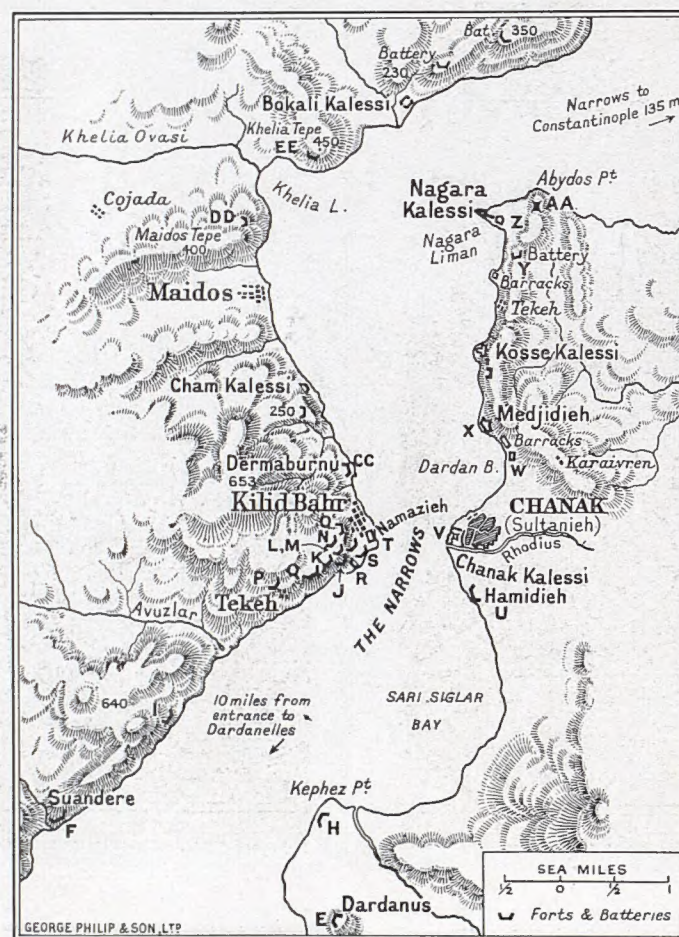 Bat.
350
Battery
230
Bokali Kalessi
Narrows to
Constantinople 135 m
Khelia Tepe
450
EE
Khelia Ovasi
Abydos Pt.
Khelia L.
Nagara
Kalessi
AA
Cojada
DD
Z
Maidos Tepe
400
Nagara
Liman
Battery
Y
Barracks
Maidos
Tekeh
Kosse Kalessi
Cham Kalessi
250
Medjidieh
X
Barracks
Dermaburnu
CC
653
Dardan B.
W
Karaivren
Kilid Bahr
Namazieh
CHANAK
(Sultanieh)
O
N
L, M
T
V
Rhodius
K
S
Q
I
R
P
J
THE NARROWS
Chanak Kalessi
Hamidieh
U
Tekeh
Avuzlar
640
10 miles from
entrance to
Dardanelles
SARI SIGLAR
BAY
Kephez Pt.
Suandere
F
H
Dardanus
E
SEA MILES
½ 0 ½ 1
Forts & Batteries
GEORGE PHILIP & SON, LTD